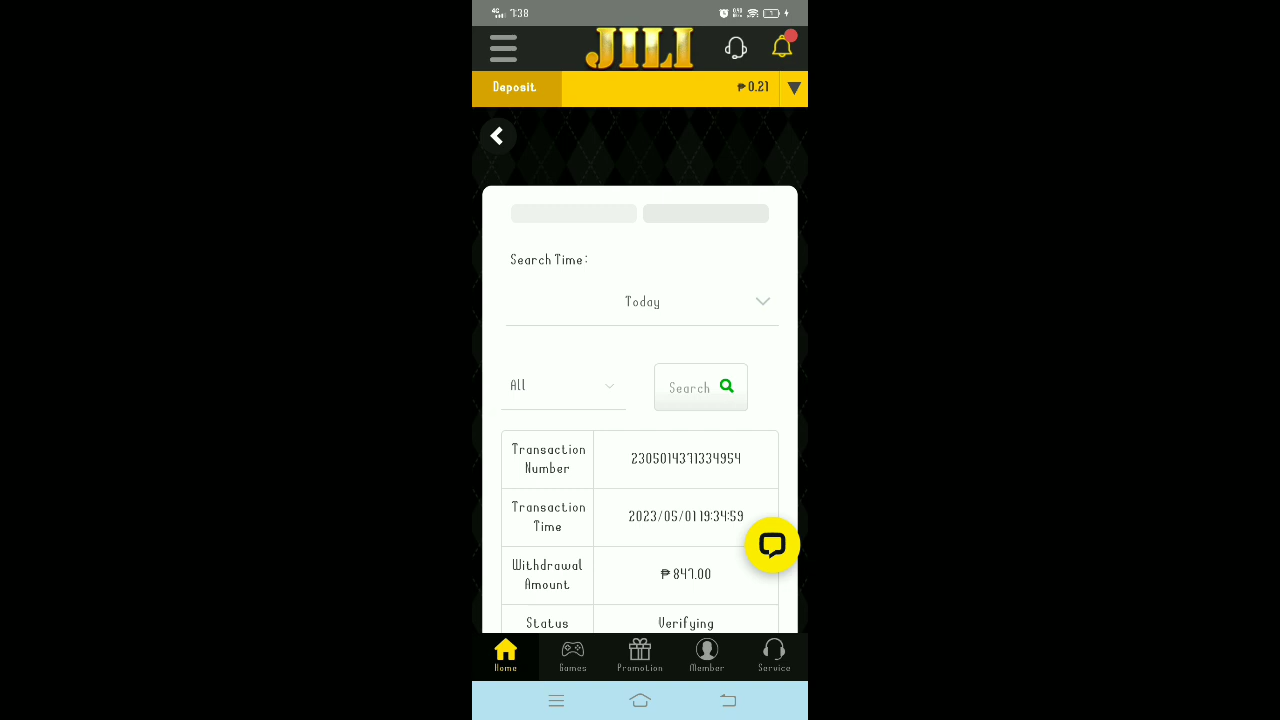 4G 7:38
JILI
Deposit
₱ 0.21
Search Time :
Today
All
Search
Transaction Number
2305014371334954
Transaction Time
2023/05/01 19:34:59
Withdrawal Amount
₱ 847.00
Status
Verifying
Home
Games
Promotion
Member
Service